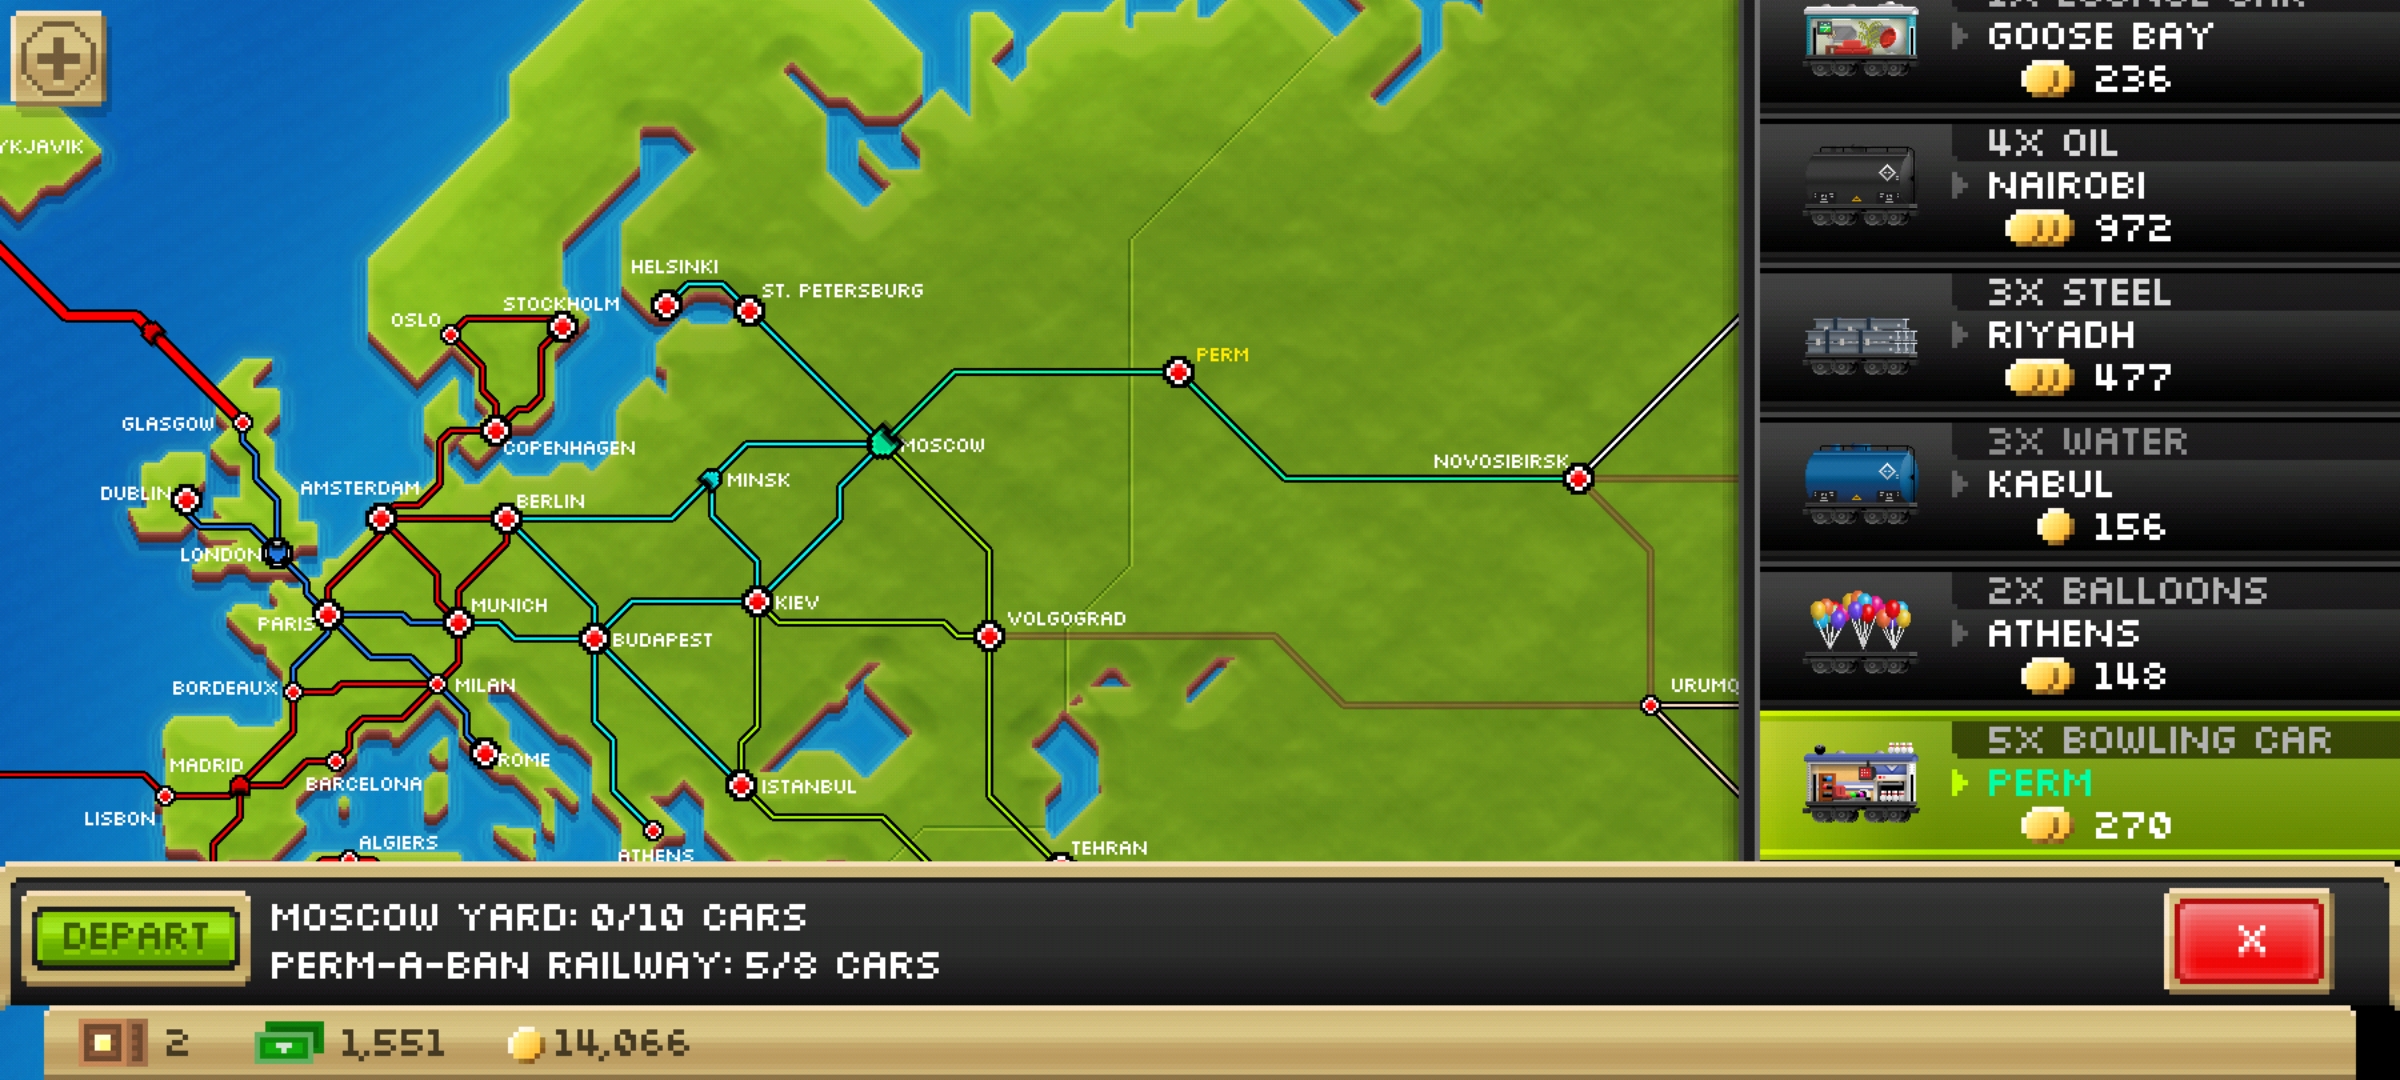 YKJAVIK
HELSINKI
ST. PETERSBURG
STOCKHOLM
OSLO
PERM
GLASGOW
COPENHAGEN
MOSCOW
NOVOSIBIRSK
DUBLIN
AMSTERDAM
BERLIN
MINSK
LONDON
PARIS
MUNICH
KIEV
VOLGOGRAD
BUDAPEST
BORDEAUX
MILAN
URUMQ
MADRID
ROME
BARCELONA
ISTANBUL
LISBON
ALGIERS
ATHENS
TEHRAN
1X LOUNGE CAR
GOOSE BAY
236
4X OIL
NAIROBI
972
3X STEEL
RIYADH
477
3X WATER
KABUL
156
2X BALLOONS
ATHENS
148
5X BOWLING CAR
PERM
270
DEPART
MOSCOW YARD: 0/10 CARS
PERM-A-BAN RAILWAY: 5/8 CARS
X
2
1,551
14,066